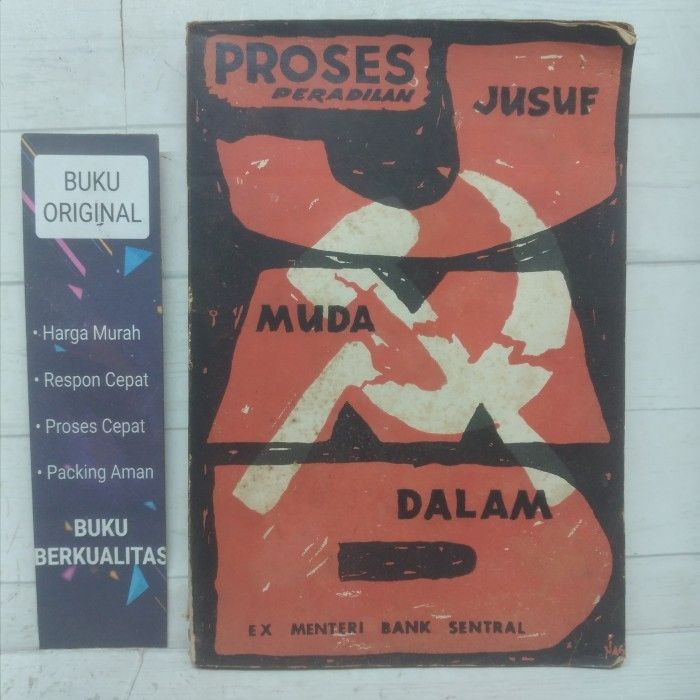 BUKU
ORIGINAL
• Harga Murah
• Respon Cepat
• Proses Cepat
• Packing Aman
BUKU
BERKUALITAS
PROSES
PERADILAN
JUSUF
MUDA
DALAM
EX MENTERI BANK SENTRAL